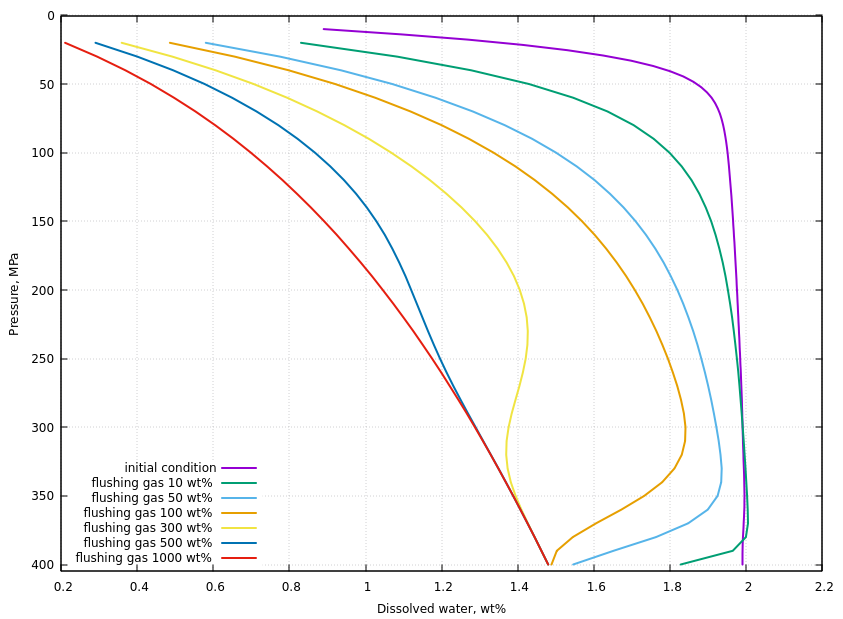 0
50
100
150
200
250
300
350
400
Pressure, MPa
initial condition
flushing gas 10 wt%
flushing gas 50 wt%
flushing gas 100 wt%
flushing gas 300 wt%
flushing gas 500 wt%
flushing gas 1000 wt%
0.2 0.4 0.6 0.8 1 1.2 1.4 1.6 1.8 2 2.2
Dissolved water, wt%